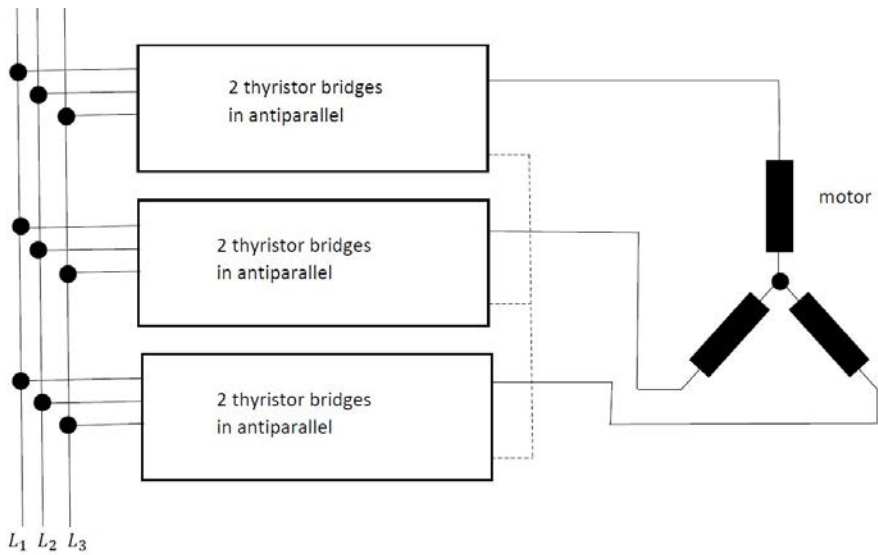 2 thyristor bridges
in antiparallel
motor
2 thyristor bridges
in antiparallel
2 thyristor bridges
in antiparallel
L1 L2 L3